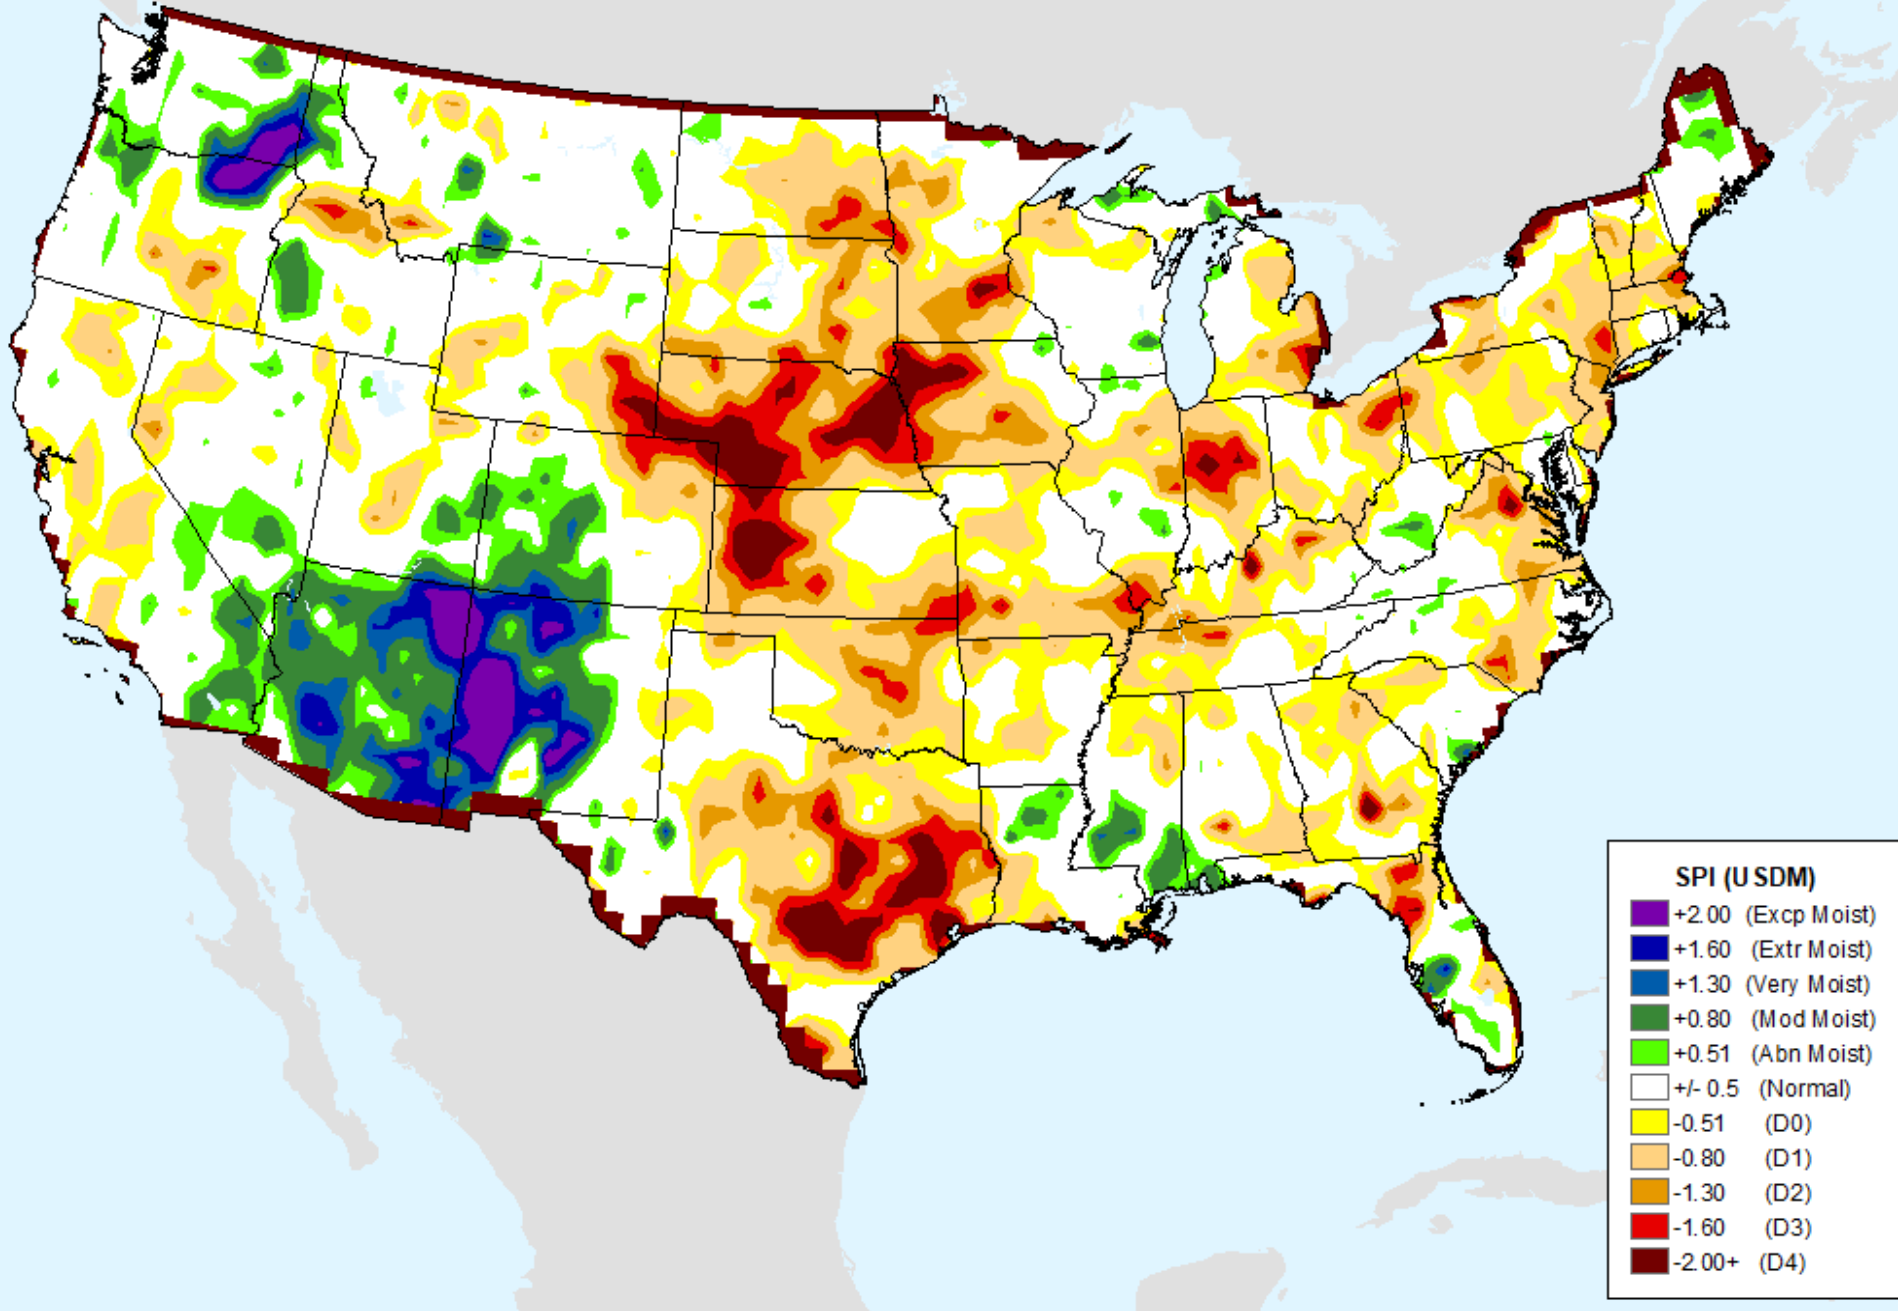 SPI (USDM)
+2.00 (Excp Moist)
+1.60 (Extr Moist)
+1.30 (Very Moist)
+0.80 (Mod Moist)
+0.51 (Abn Moist)
+/- 0.5 (Normal)
-0.51 (D0)
-0.80 (D1)
-1.30 (D2)
-1.60 (D3)
-2.00+ (D4)